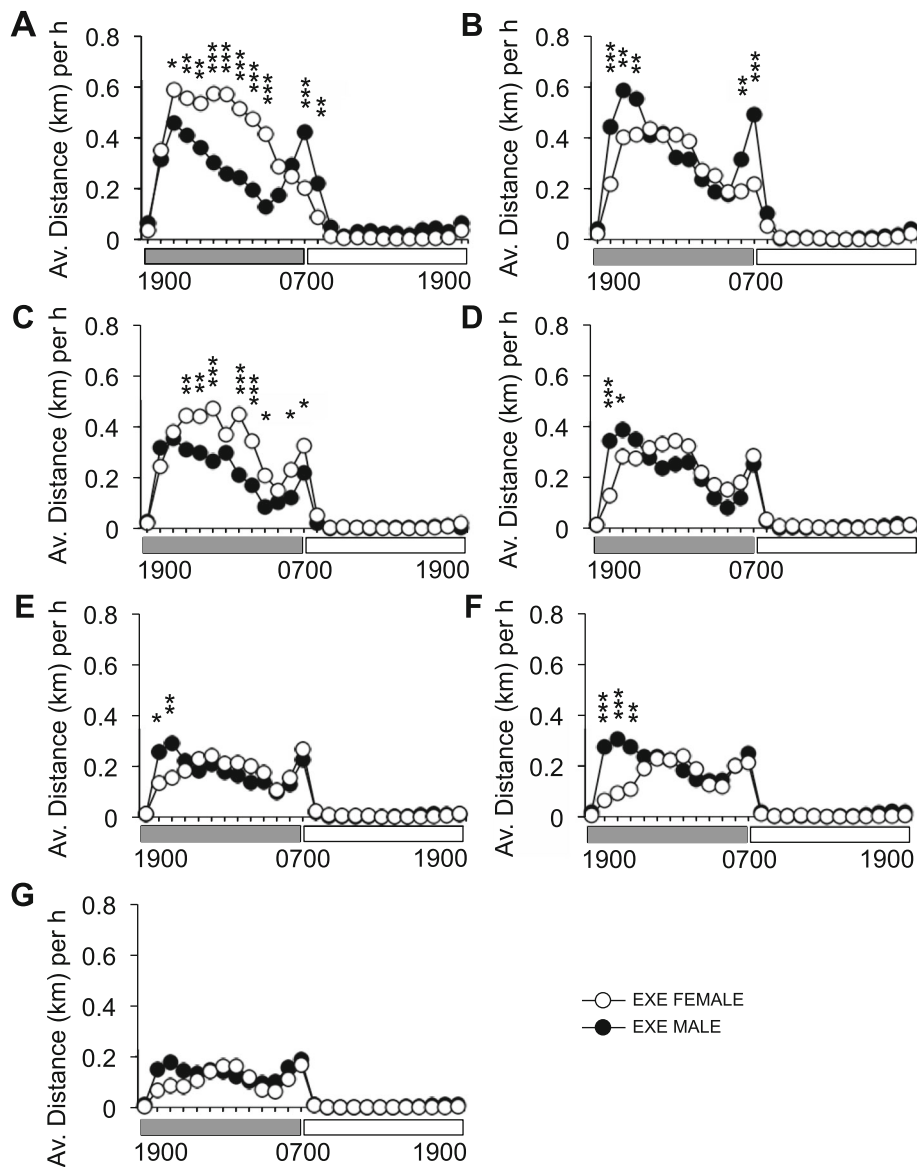 A
B
Av. Distance (km) per h
0.8
0.6
0.4
0.2
0
* ** ** *** *** *** *** *** *** **
1900 0700 1900
Av. Distance (km) per h
0.8
0.6
0.4
0.2
0
*** ** ** ** ***
1900 0700 1900
C
D
Av. Distance (km) per h
0.8
0.6
0.4
0.2
0
** ** *** *** *** * * *
1900 0700 1900
Av. Distance (km) per h
0.8
0.6
0.4
0.2
0
*** *
1900 0700 1900
E
F
Av. Distance (km) per h
0.8
0.6
0.4
0.2
0
* **
1900 0700 1900
Av. Distance (km) per h
0.8
0.6
0.4
0.2
0
*** *** **
1900 0700 1900
G
Av. Distance (km) per h
0.8
0.6
0.4
0.2
0
1900 0700 1900
EXE FEMALE
EXE MALE